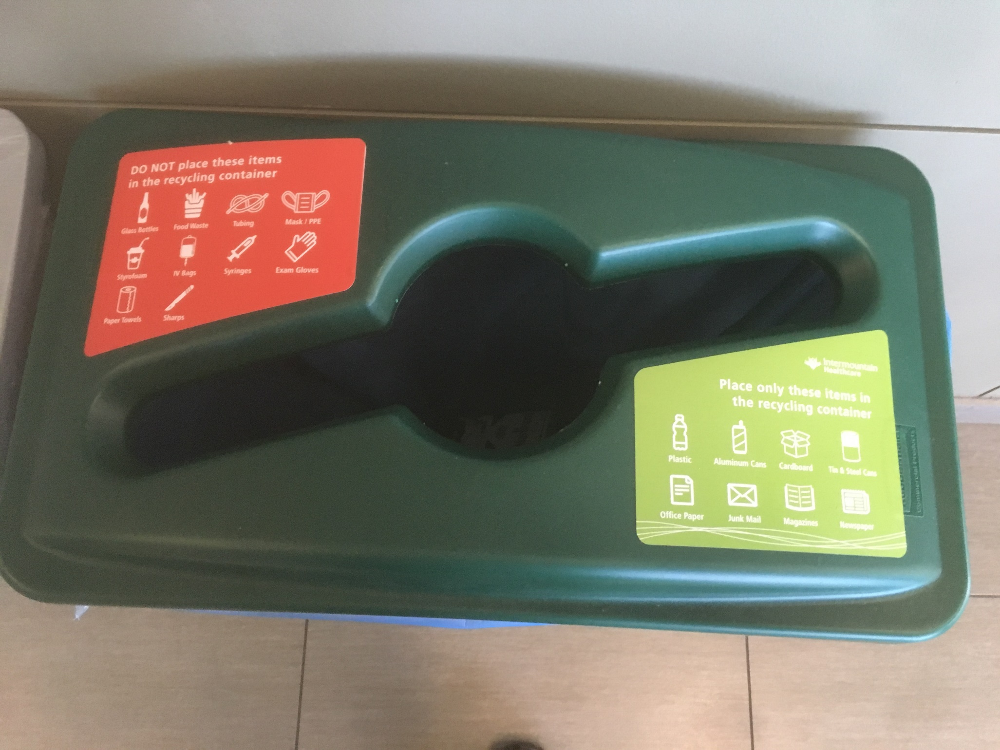 DO NOT place these items
in the recycling container
Glass Bottles Food Waste Tubing Mask / PPE
Styrofoam IV Bags Syringes Exam Gloves
Paper Towels Sharps
Intermountain
Healthcare
Place only these items in
the recycling container
Plastic Aluminum Cans Cardboard Tin & Steel Cans
Office Paper Junk Mail Magazines Newspaper
Commercial Products